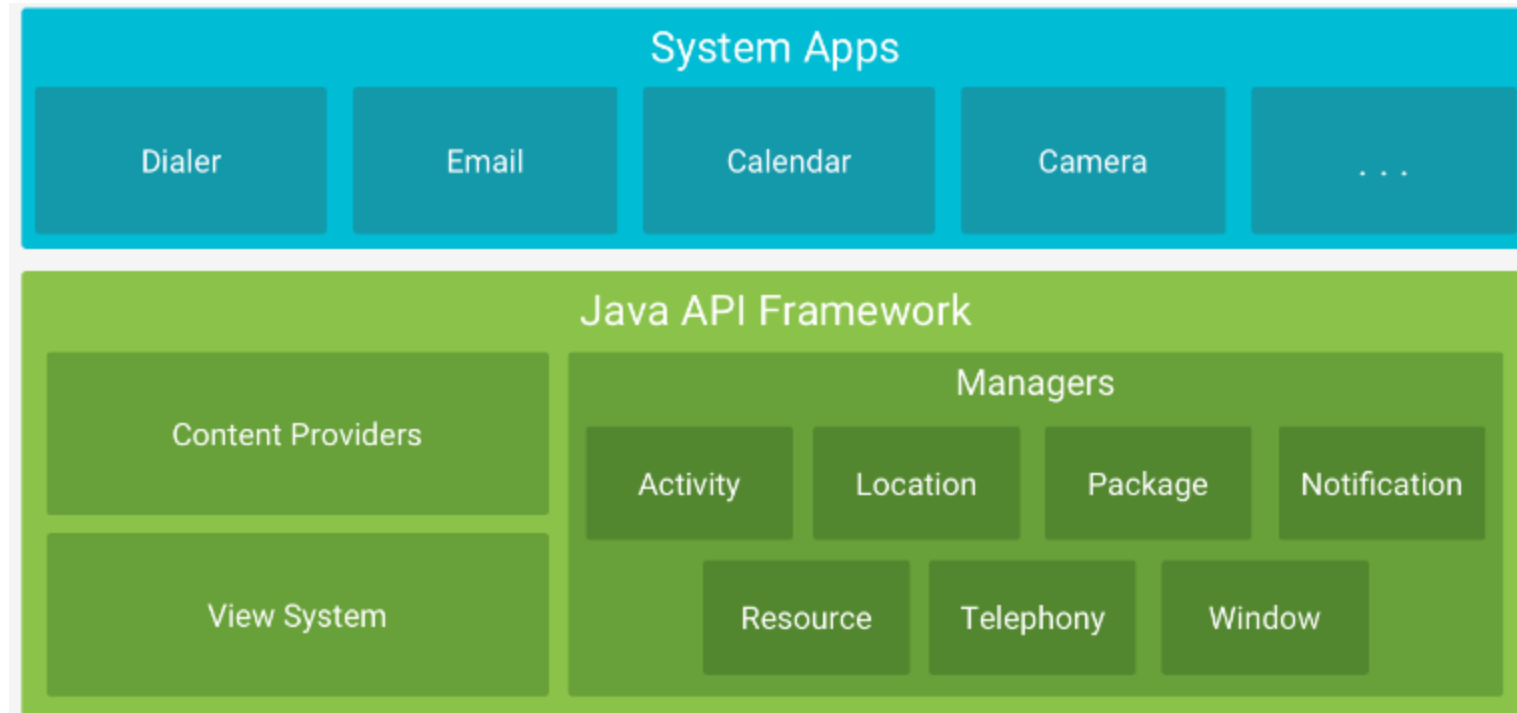 System Apps
Dialer Email Calendar Camera . . .
Java API Framework
Content Providers
View System
Managers
Activity Location Package Notification
Resource Telephony Window